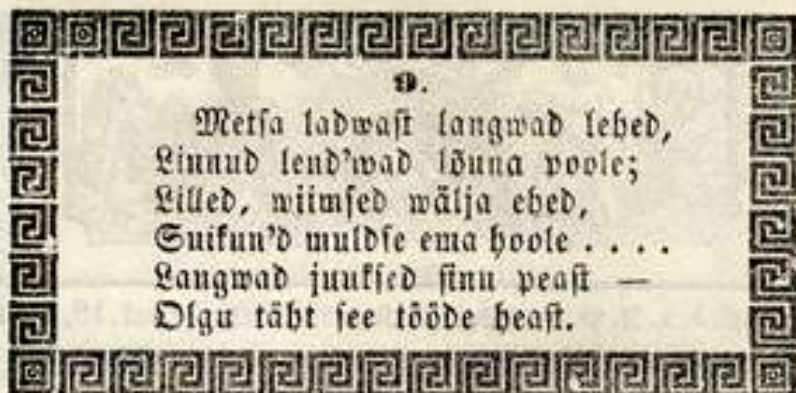 9.
Metsa ladwast langwad lehed,
Linnud lend'wad lõuna poole;
Lilled, wiimsed wälja ehed,
Suikun'd muldse ema hoole . . . .
Langwad juuksed sinu peast —
Olgu täht see tööde heast.